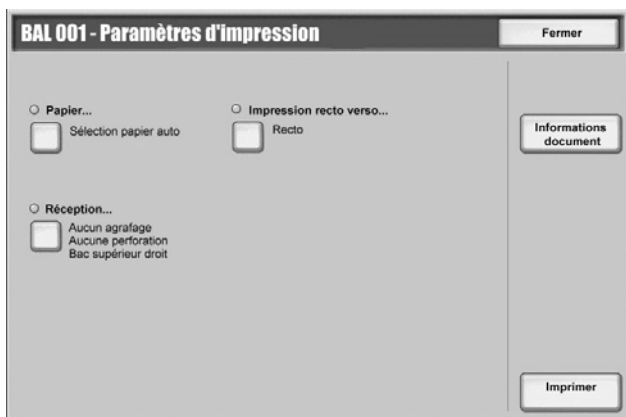 BAL 001 - Paramètres d'impression
Fermer
Papier...
Sélection papier auto
Impression recto verso...
Recto
Informations
document
Réception...
Aucun agrafage
Aucune perforation
Bac supérieur droit
Imprimer